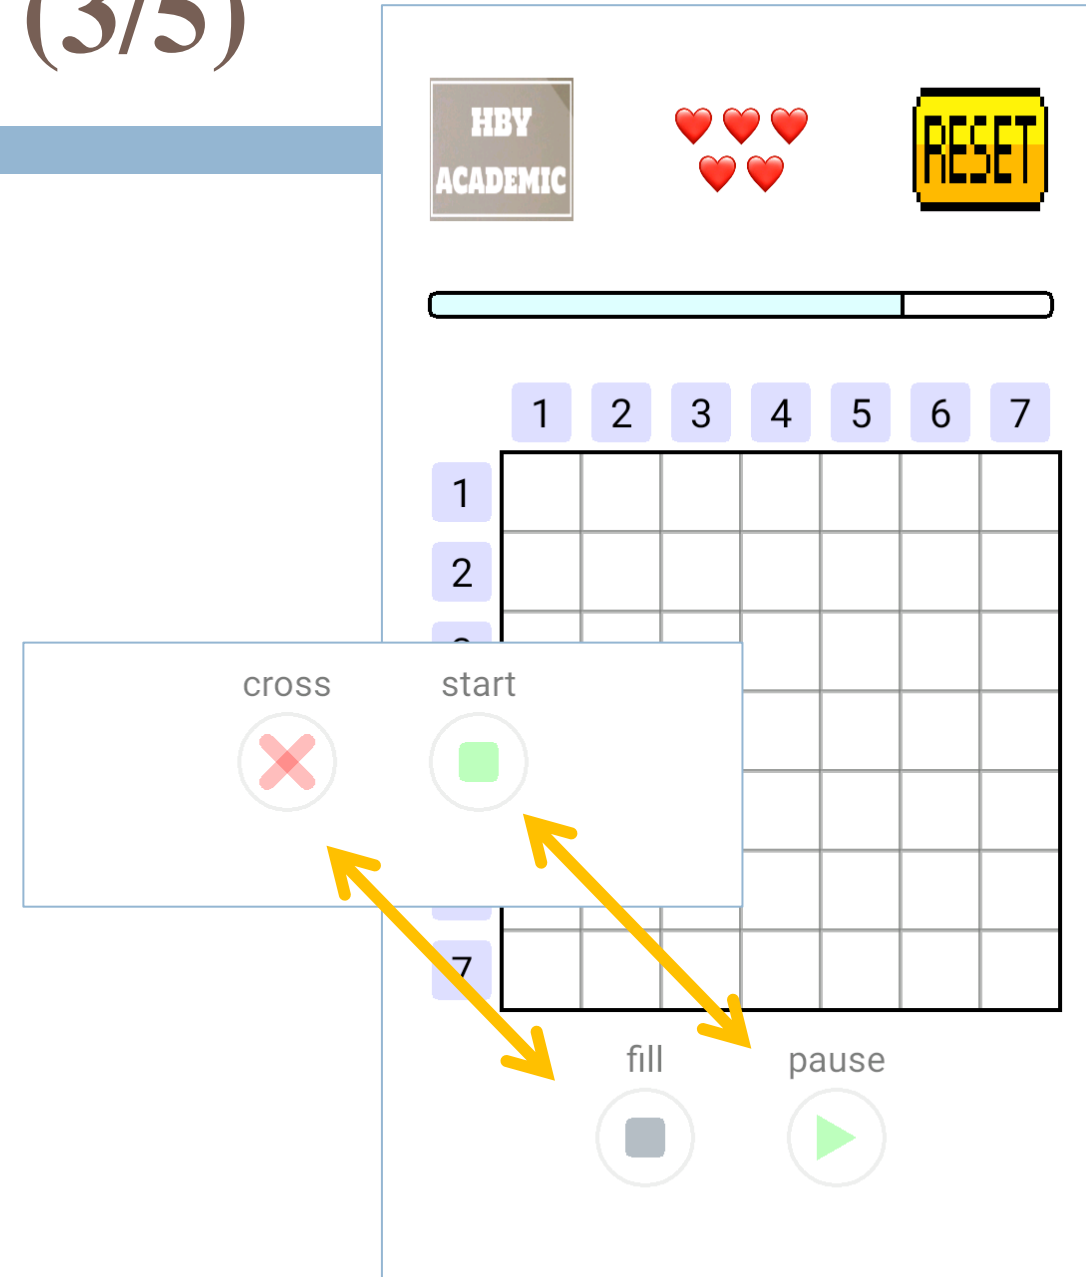 (3/5)
HBY
ACADEMIC
RESET
1 2 3 4 5 6 7
1
2
cross start
7
fill pause